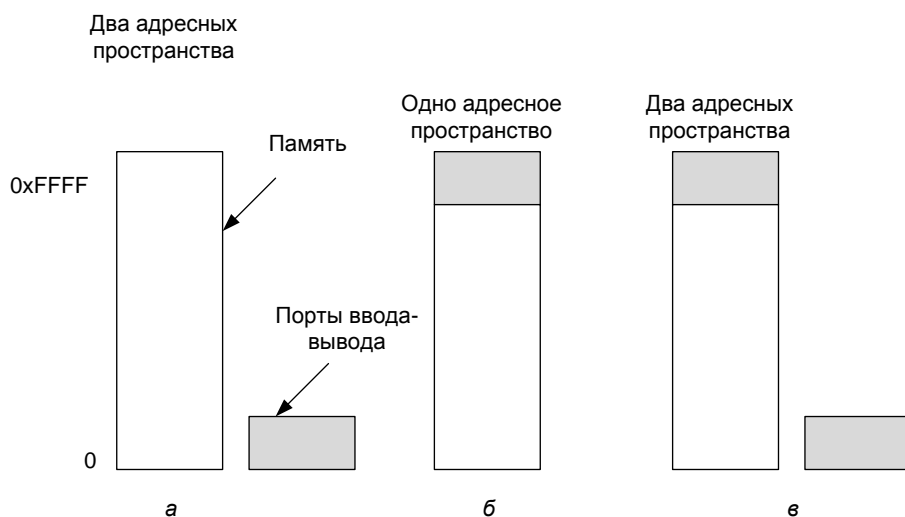 Два адресных
пространства
Одно адресное
пространство
Два адресных
пространства
Память
0xFFFF
Порты ввода-
вывода
0
а
б
в